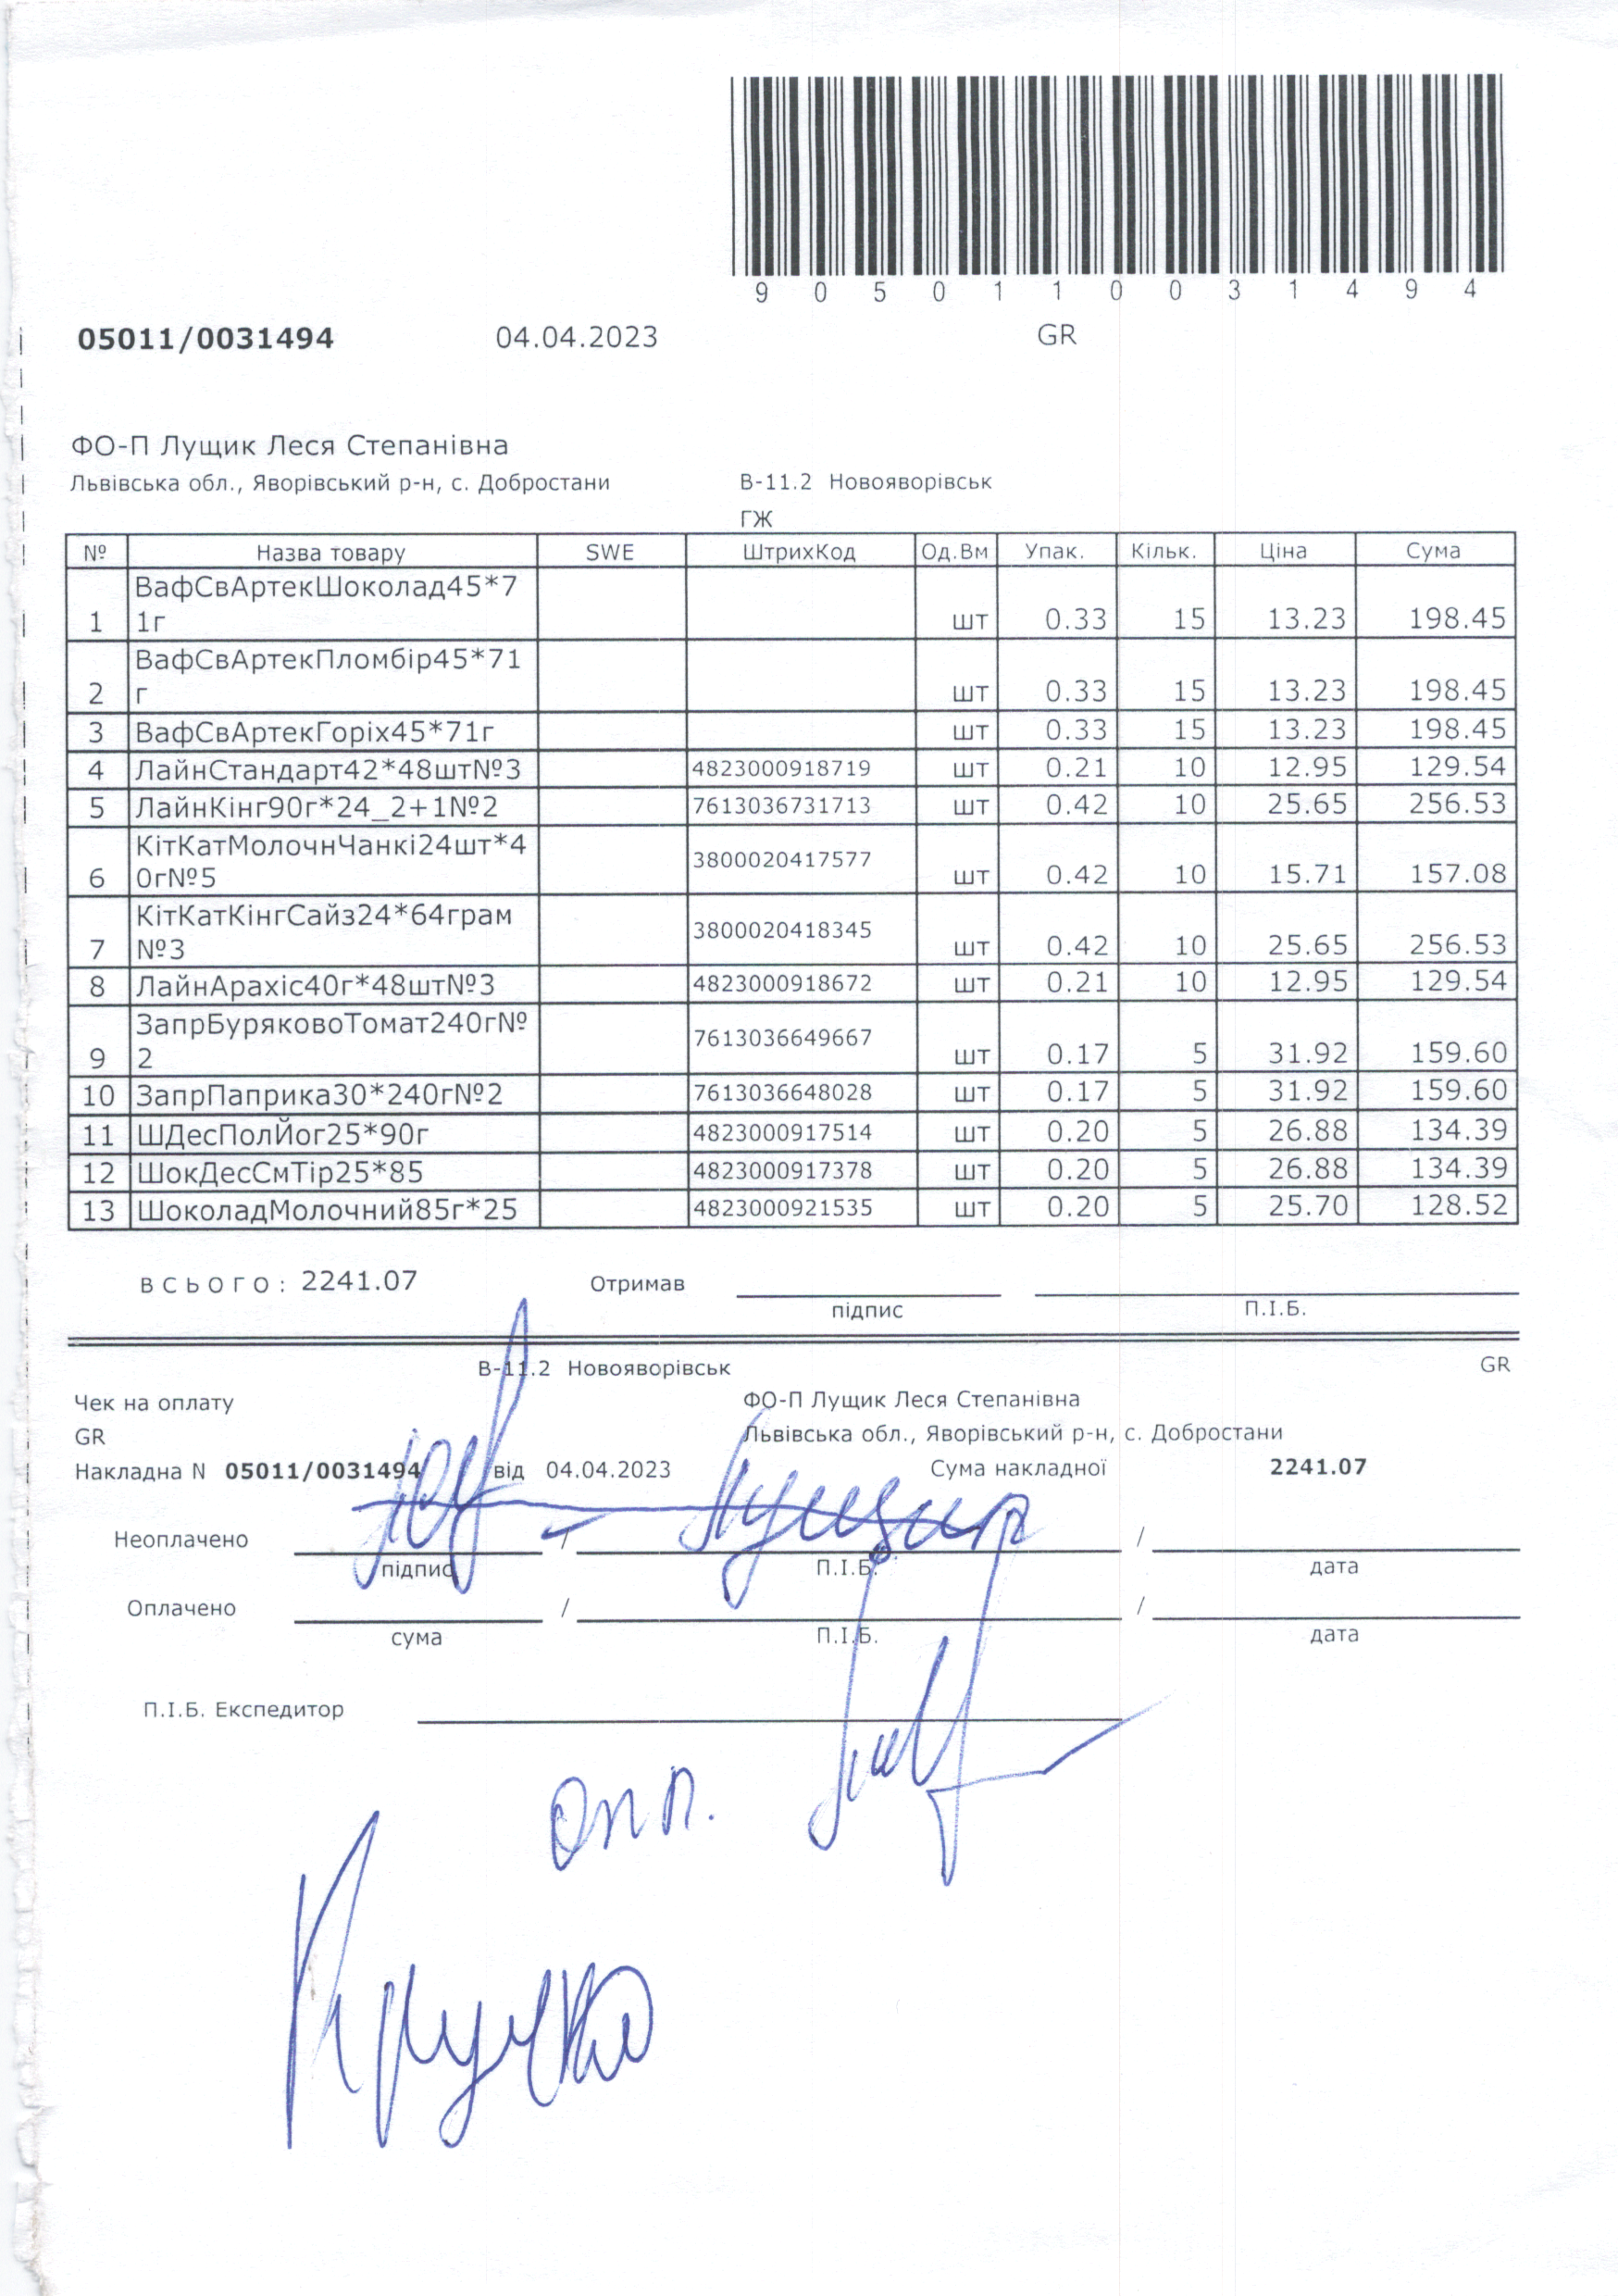 9 0 5 0 1 1 0 0 3 1 4 9 4
05011/0031494 04.04.2023 GR
ФО-П Лущик Леся Степанівна
Львівська обл., Яворівський р-н, с. Добростани В-11.2 Новояворівськ
ГЖ
№ Назва товару SWE ШтрихКод Од.Вм Упак. Кільк. Ціна Сума
ВафСвАртекШоколад45*7
1 1г шт 0.33 15 13.23 198.45
ВафСвАртекПломбір45*71
2 г шт 0.33 15 13.23 198.45
3 ВафСвАртекГоріх45*71г шт 0.33 15 13.23 198.45
4 ЛайнСтандарт42*48шт№3 4823000918719 шт 0.21 10 12.95 129.54
5 ЛайнКінг90г*24_2+1№2 7613036731713 шт 0.42 10 25.65 256.53
КітКатМолочнЧанкі24шт*4
6 0г№5 3800020417577 шт 0.42 10 15.71 157.08
КітКатКінгСайз24*64грам
7 №3 3800020418345 шт 0.42 10 25.65 256.53
8 ЛайнАрахіс40г*48шт№3 4823000918672 шт 0.21 10 12.95 129.54
ЗапрБуряковоТомат240г№
9 2 7613036649667 шт 0.17 5 31.92 159.60
10 ЗапрПаприка30*240г№2 7613036648028 шт 0.17 5 31.92 159.60
11 ШДесПолЙог25*90г 4823000917514 шт 0.20 5 26.88 134.39
12 ШокДесСмТір25*85 4823000917378 шт 0.20 5 26.88 134.39
13 ШоколадМолочний85г*25 4823000921535 шт 0.20 5 25.70 128.52
ВСЬОГО: 2241.07 Отримав
підпис П.І.Б.
В-11.2 Новояворівськ GR
Чек на оплату ФО-П Лущик Леся Степанівна
GR Львівська обл., Яворівський р-н, с. Добростани
Накладна N 05011/0031494 від 04.04.2023 Сума накладної 2241.07
Неоплачено / Лущик /
підпис П.І.Б. дата
Оплачено / /
сума П.І.Б. дата
П.І.Б. Експедитор